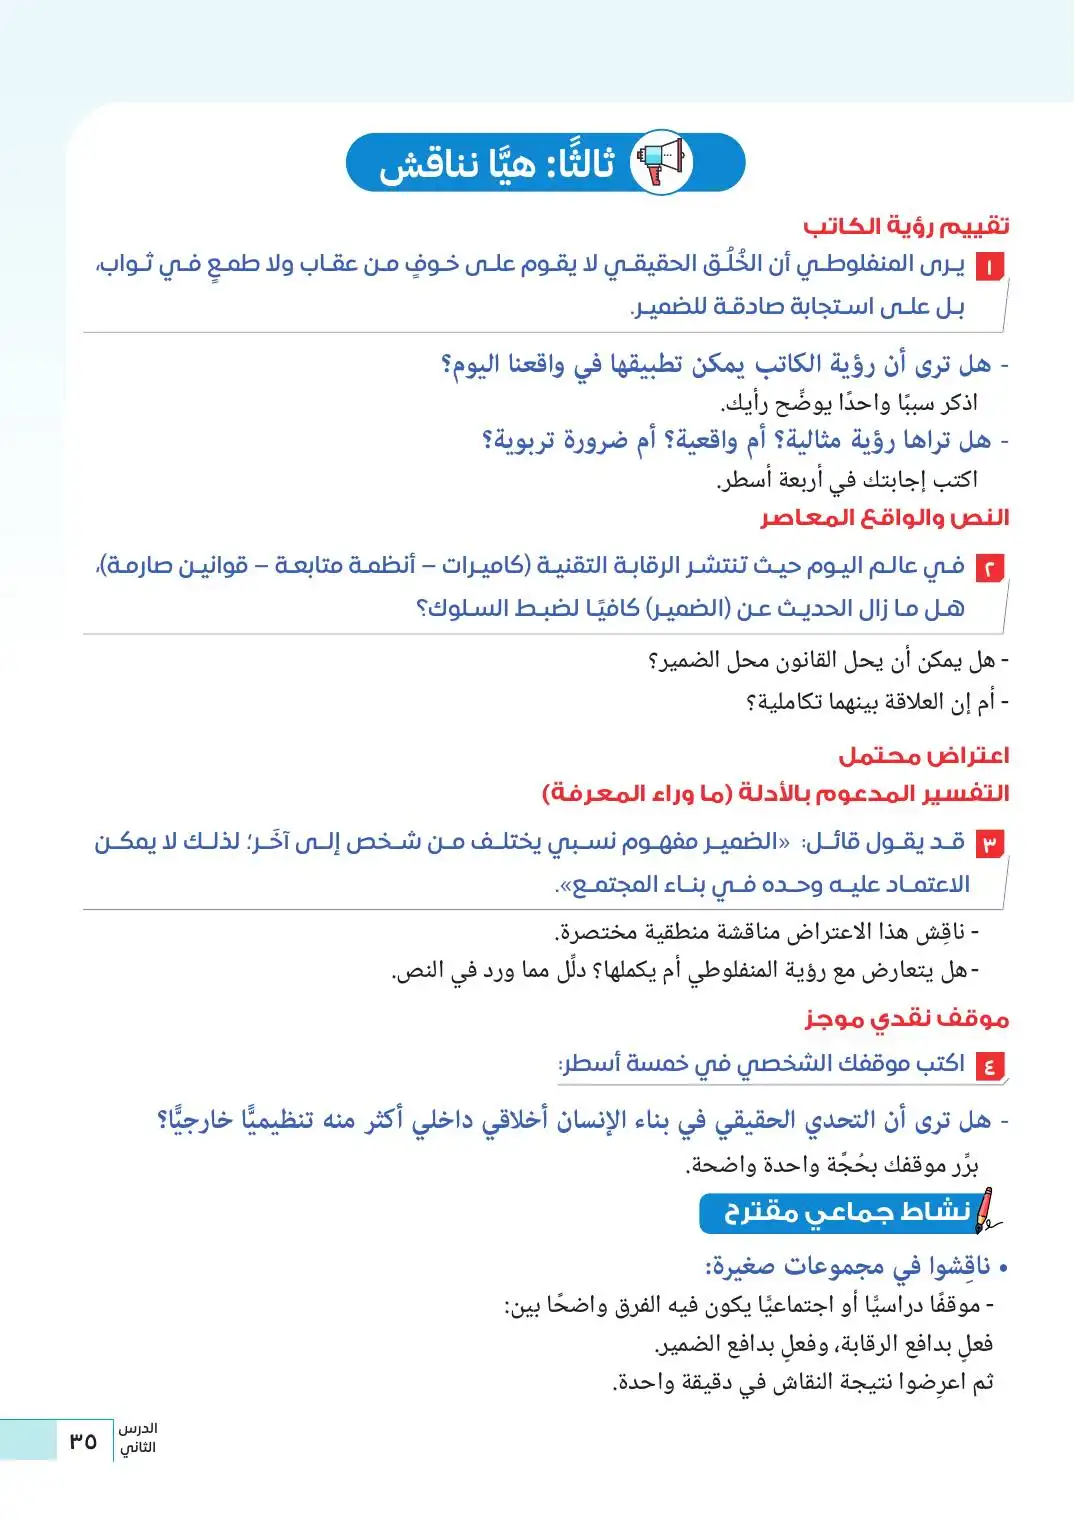 ثالثًا: هيَّا نناقش
تقييم رؤية الكاتب
١ يرى المنفلوطي أن الخُلُق الحقيقي لا يقوم على خوفٍ من عقاب ولا طمعٍ في ثواب،
بل على استجابة صادقة للضمير.
- هل ترى أن رؤية الكاتب يمكن تطبيقها في واقعنا اليوم؟
اذكر سببًا واحدًا يوضِّح رأيك.
- هل تراها رؤية مثالية؟ أم واقعية؟ أم ضرورة تربوية؟
اكتب إجابتك في أربعة أسطر.
النص والواقع المعاصر
٢ في عالم اليوم حيث تنتشر الرقابة التقنية (كاميرات – أنظمة متابعة – قوانين صارمة)،
هل ما زال الحديث عن (الضمير) كافيًا لضبط السلوك؟
- هل يمكن أن يحل القانون محل الضمير؟
- أم إن العلاقة بينهما تكاملية؟
اعتراض محتمل
التفسير المدعوم بالأدلة (ما وراء المعرفة)
٣ قد يقول قائل: «الضمير مفهوم نسبي يختلف من شخص إلى آخَر؛ لذلك لا يمكن
الاعتماد عليه وحده في بناء المجتمع».
- ناقِش هذا الاعتراض مناقشة منطقية مختصرة.
- هل يتعارض مع رؤية المنفلوطي أم يكملها؟ دلِّل مما ورد في النص.
موقف نقدي موجز
٤ اكتب موقفك الشخصي في خمسة أسطر:
- هل ترى أن التحدي الحقيقي في بناء الإنسان أخلاقي داخلي أكثر منه تنظيميًّا خارجيًّا؟
برِّر موقفك بحُجَّة واحدة واضحة.
نشاط جماعي مقترح
• ناقِشوا في مجموعات صغيرة:
- موقفًا دراسيًّا أو اجتماعيًّا يكون فيه الفرق واضحًا بين:
فعلٍ بدافع الرقابة، وفعلٍ بدافع الضمير.
ثم اعرِضوا نتيجة النقاش في دقيقة واحدة.
الدرس
الثاني
٣٥